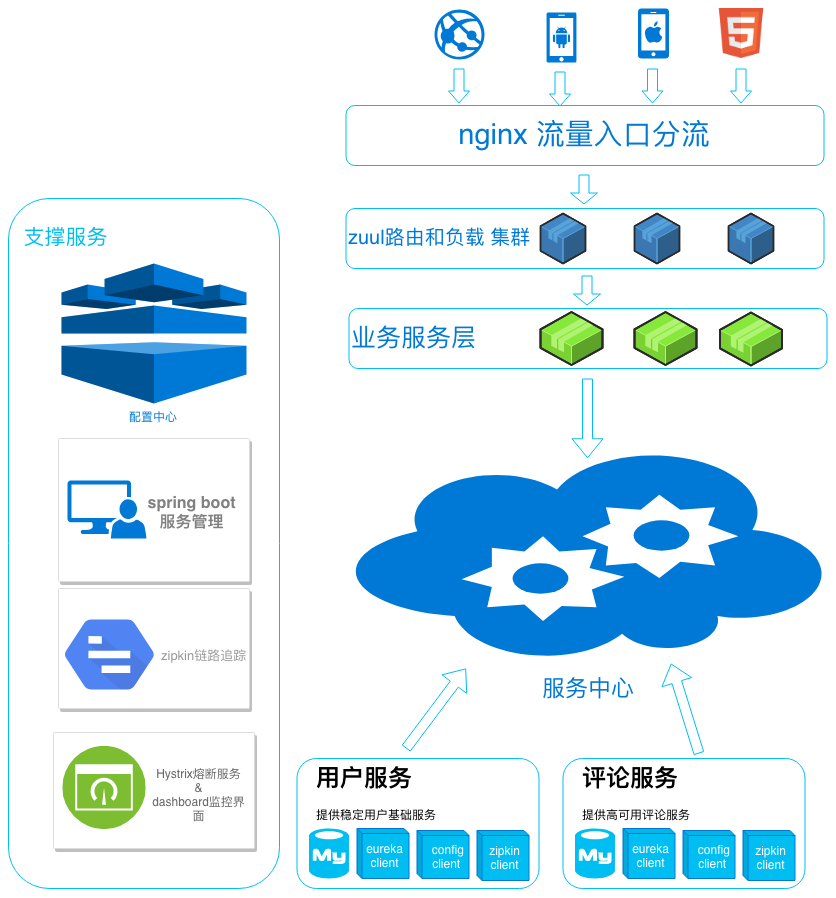 5
nginx 流量入口分流
zuul路由和负载 集群
业务服务层
支撑服务
配置中心
spring boot
服务管理
zipkin链路追踪
Hystrix熔断服务
&
dashboard监控界
面
服务中心
用户服务
提供稳定用户基础服务
My
eureka
client
config
client
zipkin
client
评论服务
提供高可用评论服务
My
eureka
client
config
client
zipkin
client